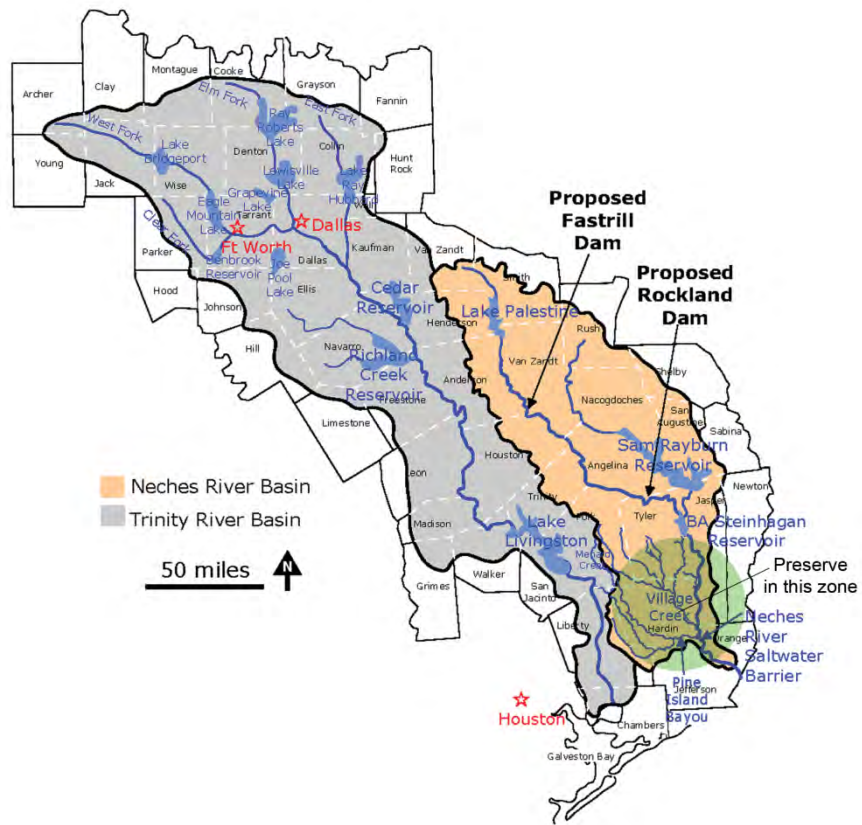 Montague
Cooke
Grayson
Clay
Archer
Fannin
Elm Fork
East Fork
West Fork
Ray
Roberts
Lake
Young
Lake
Bridgeport
Denton
Collin
Hunt
Rock
Jack
Wise
Lewisville
Lake
Lake
Ray
Hubbard
Grapevine
Lake
Eagle
Mountain
Lake
Tarrant
Clear Fork
Ft Worth
Dallas
Parker
Benbrook
Reservoir
Joe
Pool
Lake
Dallas
Kaufman
Van Zandt
Hood
Johnson
Ellis
Cedar
Reservoir
Henderson
Smith
Lake Palestine
Proposed
Fastrill
Dam
Proposed
Rockland
Dam
Rush
Hill
Navarro
Richland
Creek
Reservoir
Freestone
Anderson
Van Zandt
Shelby
Nacogdoches
San
Augustine
Sabina
Limestone
Leon
Houston
Angelina
Sam Rayburn
Reservoir
Newton
Jasper
Neches River Basin
Trinity River Basin
Madison
Trinity
Polk
Tyler
BA Steinhagan
Reservoir
Lake
Livingston
Menard Creek
50 miles
N
Grimes
Walker
San
Jacinto
Preserve
in this zone
Village
Creek
Hardin
Liberty
Orange
Neches
River
Saltwater
Barrier
Pine
Island
Bayou
Jefferson
Houston
Chambers
Galveston Bay